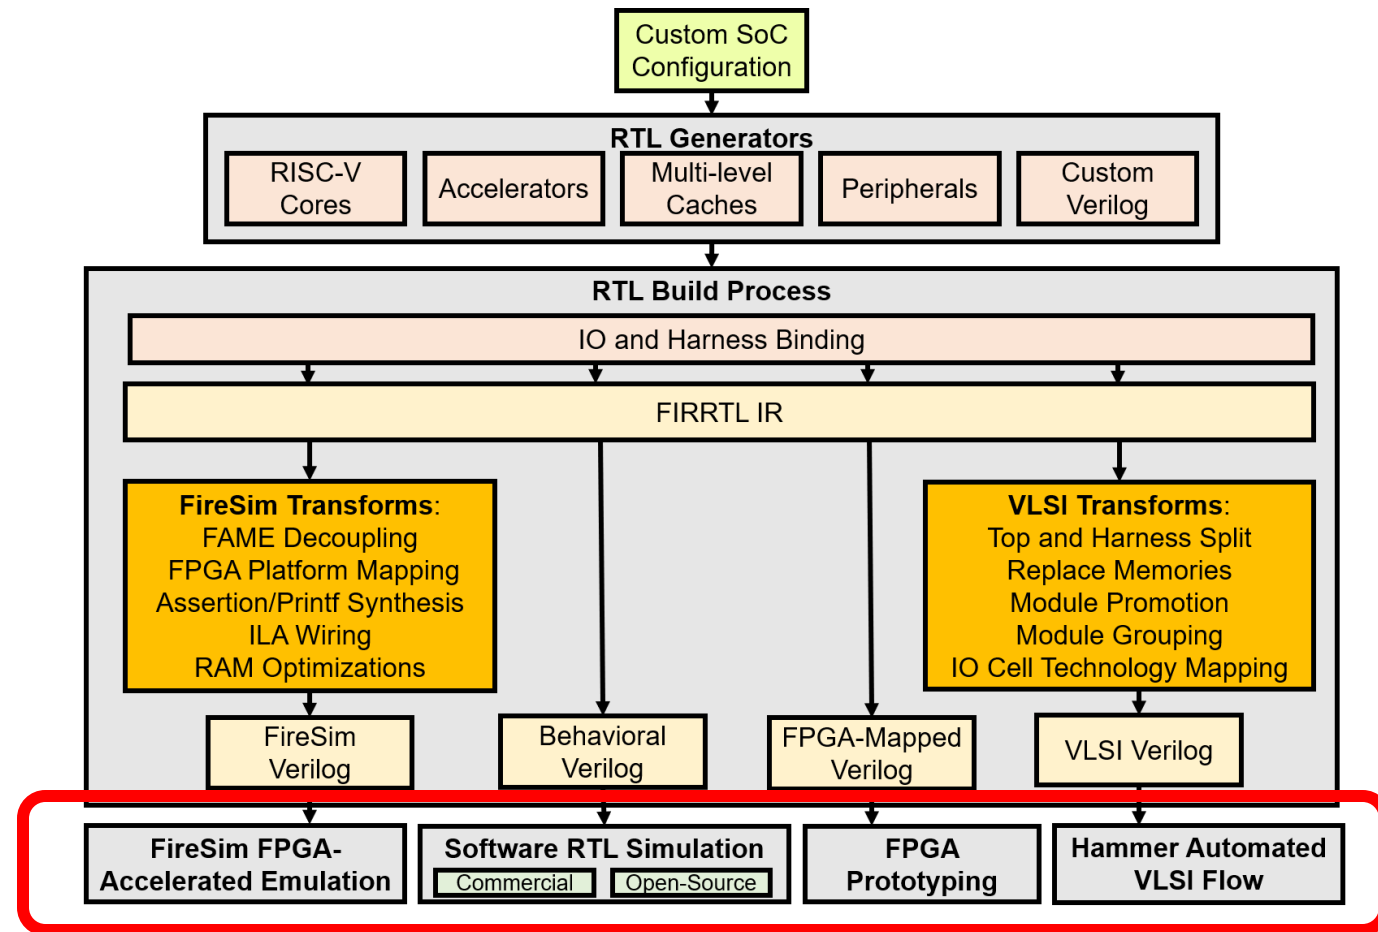 Custom SoC
Configuration
RTL Generators
RISC-V
Cores
Accelerators
Multi-level
Caches
Peripherals
Custom
Verilog
RTL Build Process
IO and Harness Binding
FIRRTL IR
FireSim Transforms:
FAME Decoupling
FPGA Platform Mapping
Assertion/Printf Synthesis
ILA Wiring
RAM Optimizations
VLSI Transforms:
Top and Harness Split
Replace Memories
Module Promotion
Module Grouping
IO Cell Technology Mapping
FireSim
Verilog
Behavioral
Verilog
FPGA-Mapped
Verilog
VLSI Verilog
FireSim FPGA-
Accelerated Emulation
Software RTL Simulation
Commercial
Open-Source
FPGA
Prototyping
Hammer Automated
VLSI Flow